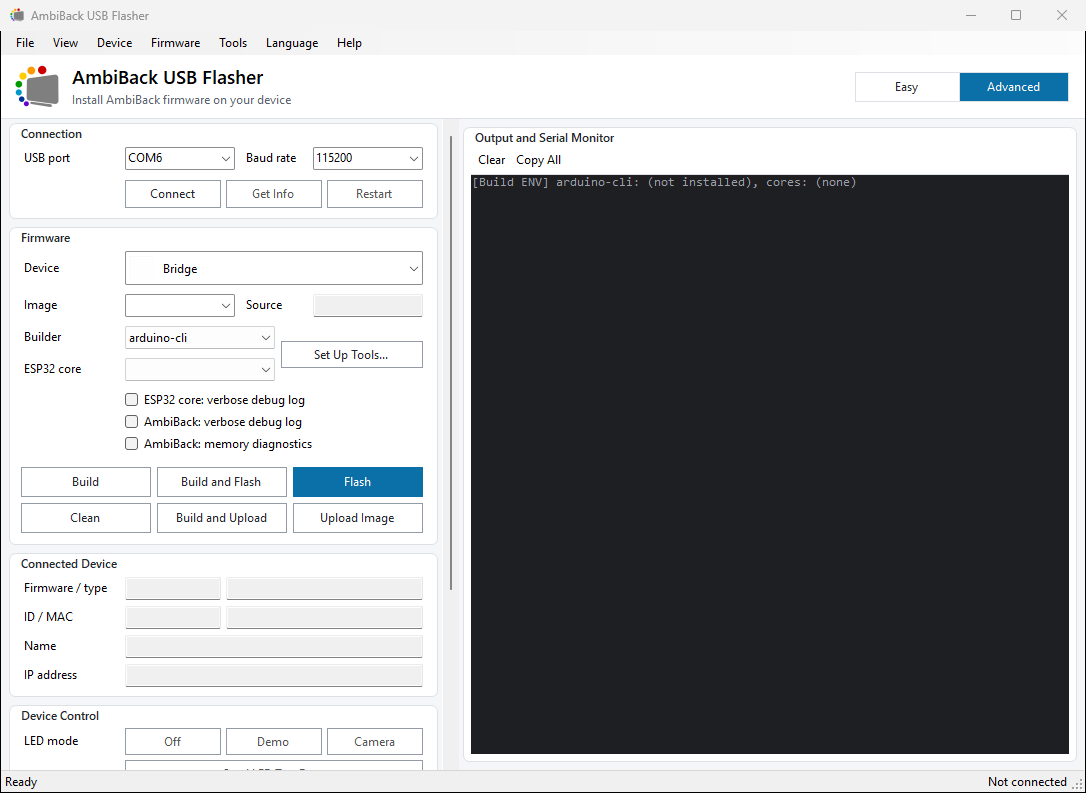 AmbiBack USB Flasher
File View Device Firmware Tools Language Help
AmbiBack USB Flasher
Install AmbiBack firmware on your device
Easy Advanced
Connection
USB port COM6 Baud rate 115200
Connect Get Info Restart
Firmware
Device Bridge
Image Source
Builder arduino-cli
Set Up Tools...
ESP32 core
ESP32 core: verbose debug log
AmbiBack: verbose debug log
AmbiBack: memory diagnostics
Build Build and Flash Flash
Clean Build and Upload Upload Image
Connected Device
Firmware / type
ID / MAC
Name
IP address
Device Control
LED mode Off Demo Camera
Output and Serial Monitor
Clear Copy All
[Build ENV] arduino-cli: (not installed), cores: (none)
Ready Not connected